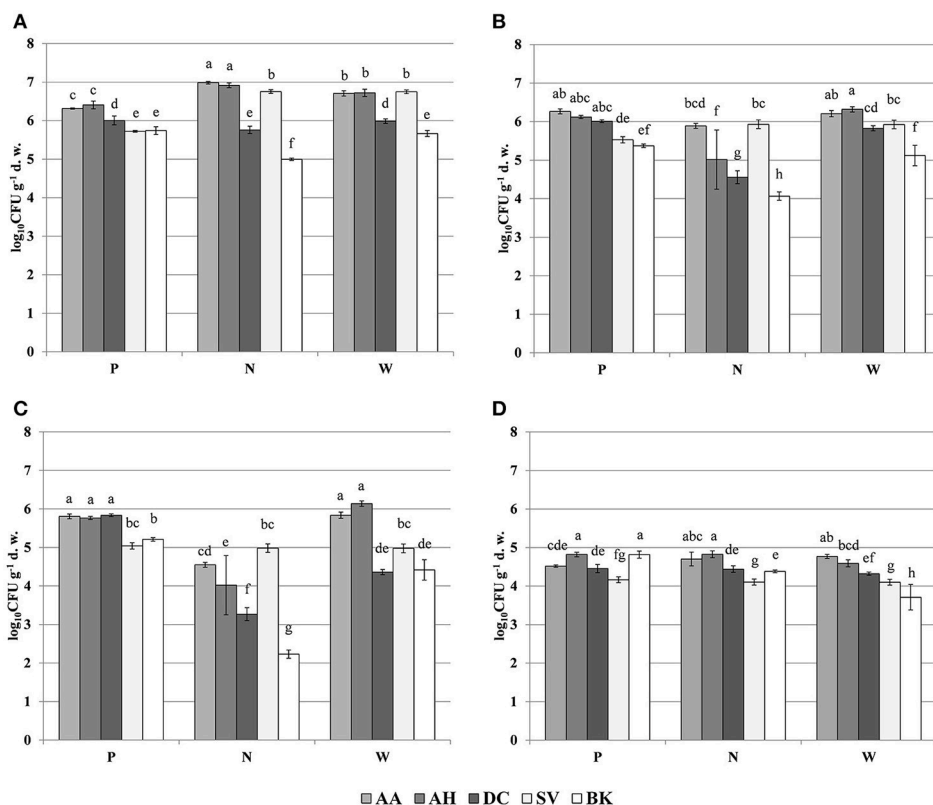 A
8
7
6
5
4
3
2
1
0
log₁₀CFU g⁻¹ d. w.
c c d e e
a a e b f
b b d b e
P N W
B
8
7
6
5
4
3
2
1
0
log₁₀CFU g⁻¹ d. w.
ab abc abc de ef
bcd f g bc h
ab a cd bc f
P N W
C
8
7
6
5
4
3
2
1
0
log₁₀CFU g⁻¹ d. w.
a a a bc b
cd e f bc g
a a de bc de
P N W
D
8
7
6
5
4
3
2
1
0
log₁₀CFU g⁻¹ d. w.
cde a de fg a
abc a de g e
ab bcd ef g h
P N W
AA AH DC SV BK